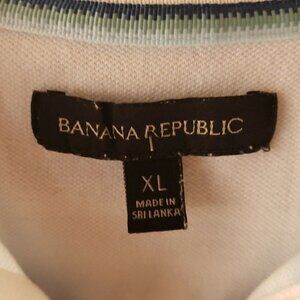 BANANA REPUBLIC
XL
MADE IN
SRI LANKA